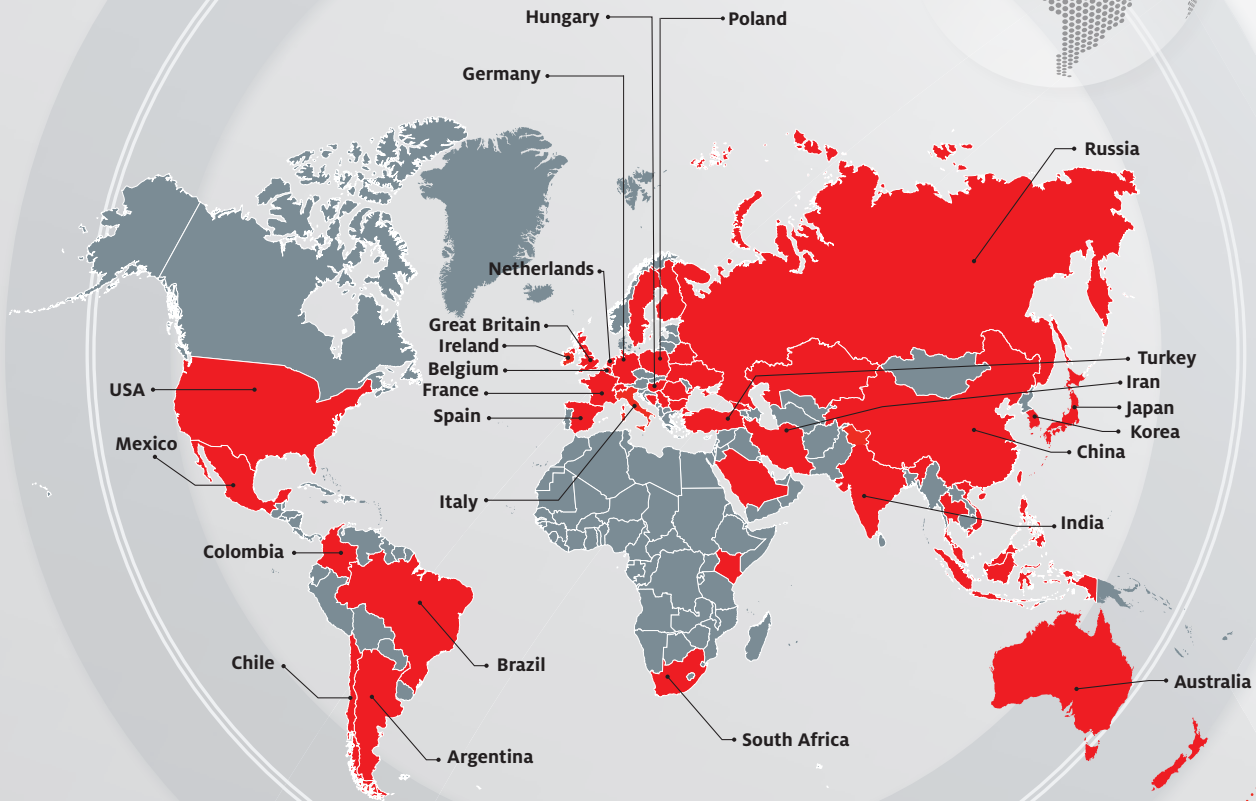 Hungary
Poland
Germany
Russia
Netherlands
Great Britain
Ireland
Belgium
France
Spain
Italy
USA
Mexico
Turkey
Iran
Japan
Korea
China
India
Colombia
Chile
Brazil
Argentina
South Africa
Australia